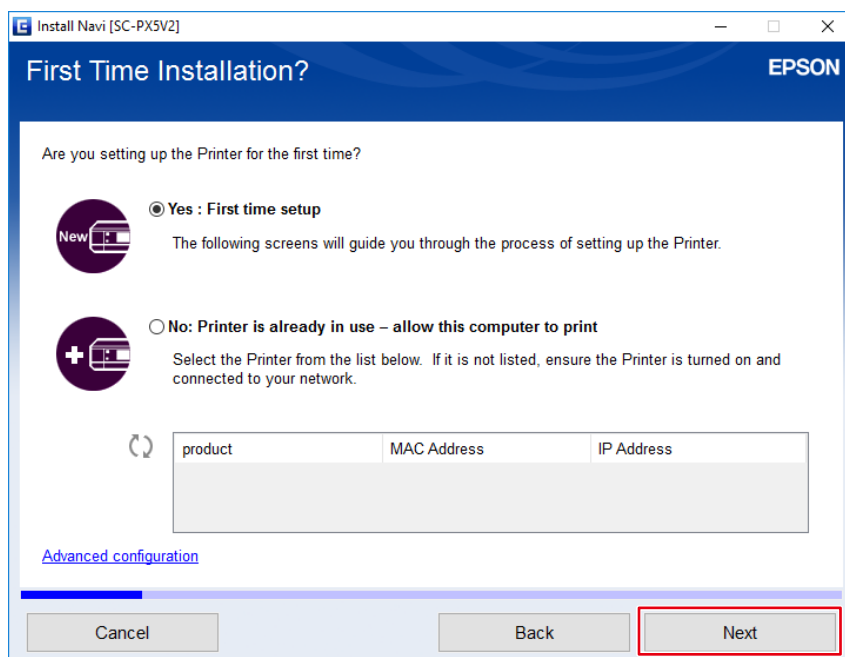 Install Navi [SC-PX5V2]
First Time Installation?
EPSON
Are you setting up the Printer for the first time?
New
Yes : First time setup
The following screens will guide you through the process of setting up the Printer.
No: Printer is already in use – allow this computer to print
Select the Printer from the list below. If it is not listed, ensure the Printer is turned on and
connected to your network.
product MAC Address IP Address
Advanced configuration
Cancel Back Next